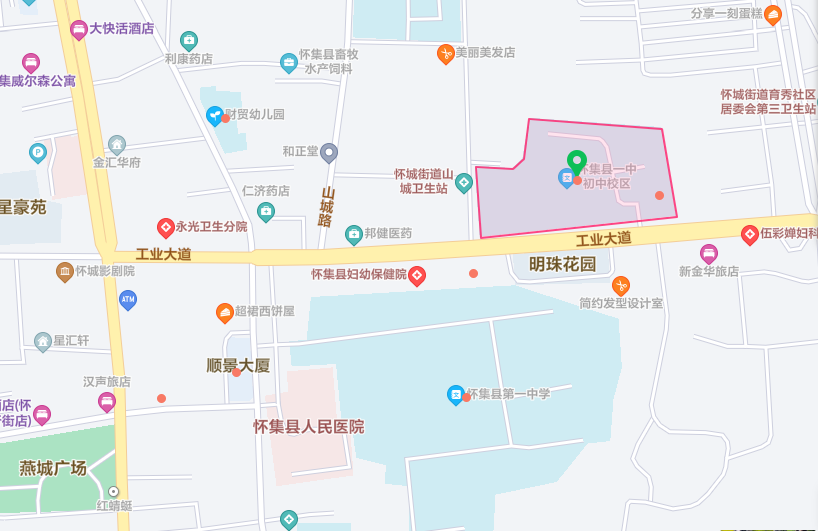 分享一刻蛋糕
大快活酒店
利康药店
怀集县畜牧
水产饲料
美丽美发店
集威尔森公寓
怀城街道育秀社区
居委会第三卫生站
财贸幼儿园
金汇华府
P
和正堂
怀城街道山
城卫生站
怀集县一中
初中校区
文
仁济药店
山城路
星豪苑
永光卫生分院
邦健医药
工业大道
工业大道
伍彩婵妇科
怀城影剧院
怀集县妇幼保健院
明珠花园
新金华旅店
ATM
简约发型设计室
超裙西饼屋
星汇轩
顺景大厦
汉声旅店
怀集县第一中学
文
酒店(怀
街店)
怀集县人民医院
燕城广场
红蜻蜓